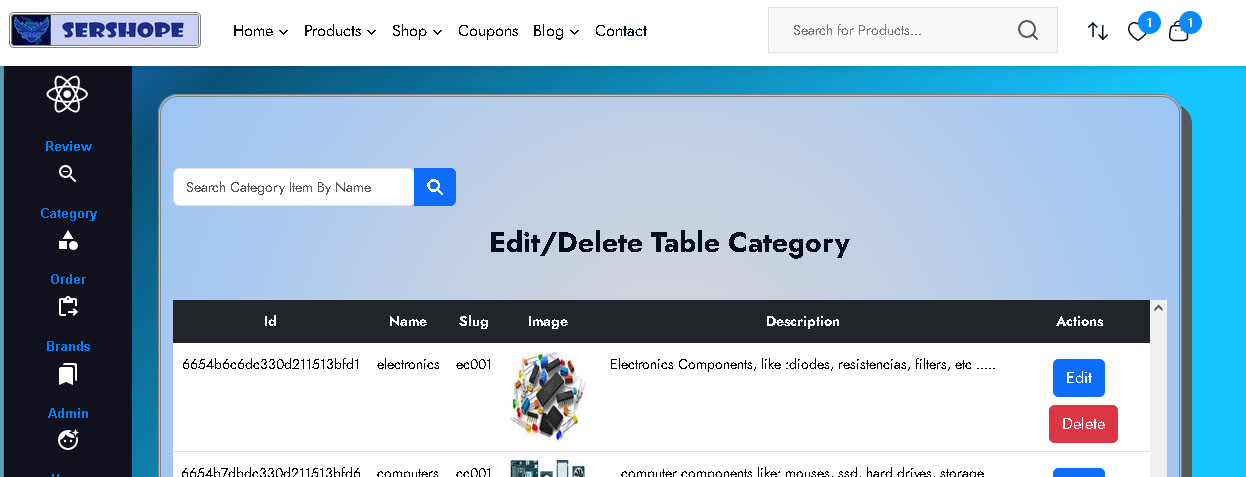 SERSHOPE Home Products Shop Coupons Blog Contact Search for Products... 1 1
Review
Category
Order
Brands
Admin
Search Category Item By Name
Edit/Delete Table Category
Id Name Slug Image Description Actions
6654b6c6dc330d211513bfd1 electronics ec001 Electronics Components, like :diodes, resistencias, filters, etc ..... Edit
Delete
6654b7dbdc330d211513bfd6 computers cc001 computer components like: mouses, ssd, hard drives, storage